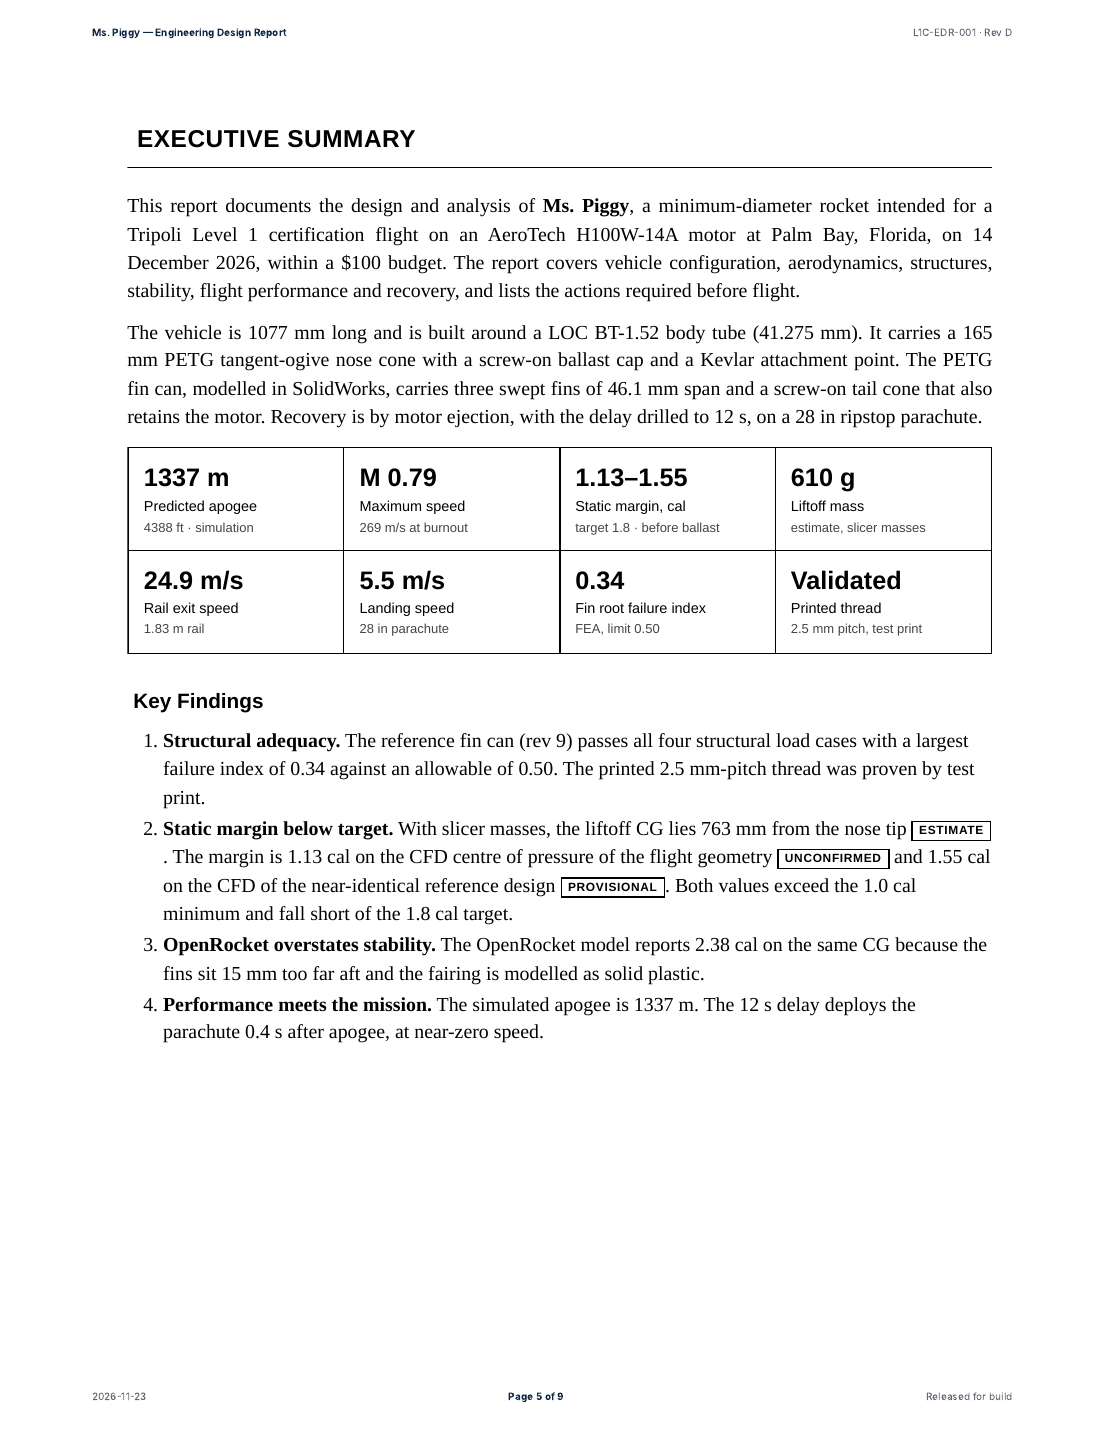 Ms. Piggy — Engineering Design Report
L1C-EDR-001 · Rev D
EXECUTIVE SUMMARY
This report documents the design and analysis of Ms. Piggy, a minimum-diameter rocket intended for a
Tripoli Level 1 certification flight on an AeroTech H100W-14A motor at Palm Bay, Florida, on 14
December 2026, within a $100 budget. The report covers vehicle configuration, aerodynamics, structures,
stability, flight performance and recovery, and lists the actions required before flight.
The vehicle is 1077 mm long and is built around a LOC BT-1.52 body tube (41.275 mm). It carries a 165
mm PETG tangent-ogive nose cone with a screw-on ballast cap and a Kevlar attachment point. The PETG
fin can, modelled in SolidWorks, carries three swept fins of 46.1 mm span and a screw-on tail cone that also
retains the motor. Recovery is by motor ejection, with the delay drilled to 12 s, on a 28 in ripstop parachute.
1337 m
Predicted apogee
4388 ft · simulation
M 0.79
Maximum speed
269 m/s at burnout
1.13–1.55
Static margin, cal
target 1.8 · before ballast
610 g
Liftoff mass
estimate, slicer masses
24.9 m/s
Rail exit speed
1.83 m rail
5.5 m/s
Landing speed
28 in parachute
0.34
Fin root failure index
FEA, limit 0.50
Validated
Printed thread
2.5 mm pitch, test print
Key Findings
1. Structural adequacy. The reference fin can (rev 9) passes all four structural load cases with a largest
failure index of 0.34 against an allowable of 0.50. The printed 2.5 mm-pitch thread was proven by test
print.
2. Static margin below target. With slicer masses, the liftoff CG lies 763 mm from the nose tip ESTIMATE
. The margin is 1.13 cal on the CFD centre of pressure of the flight geometry UNCONFIRMED and 1.55 cal
on the CFD of the near-identical reference design PROVISIONAL. Both values exceed the 1.0 cal
minimum and fall short of the 1.8 cal target.
3. OpenRocket overstates stability. The OpenRocket model reports 2.38 cal on the same CG because the
fins sit 15 mm too far aft and the fairing is modelled as solid plastic.
4. Performance meets the mission. The simulated apogee is 1337 m. The 12 s delay deploys the
parachute 0.4 s after apogee, at near-zero speed.
2026-11-23
Page 5 of 9
Released for build